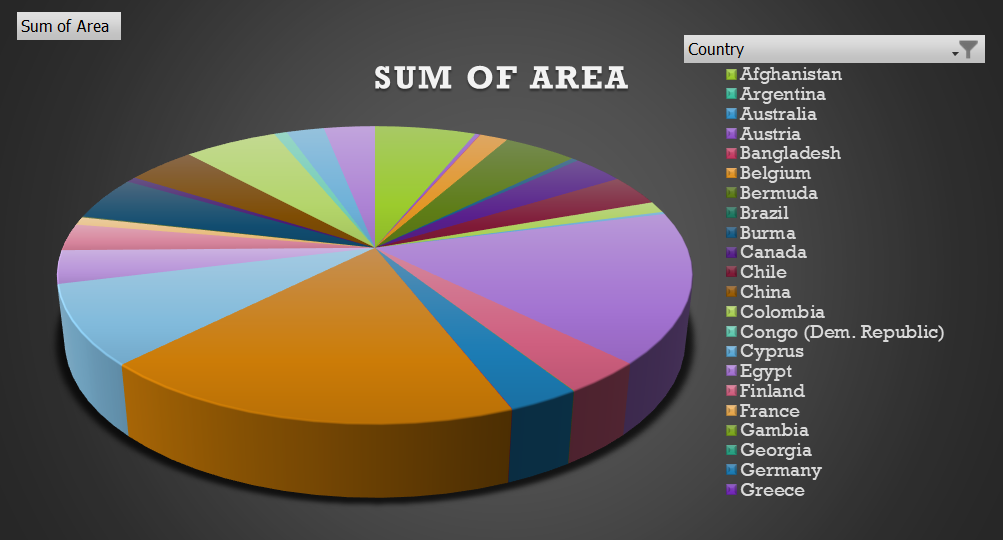 Sum of Area
SUM OF AREA
Country
Afghanistan
Argentina
Australia
Austria
Bangladesh
Belgium
Bermuda
Brazil
Burma
Canada
Chile
China
Colombia
Congo (Dem. Republic)
Cyprus
Egypt
Finland
France
Gambia
Georgia
Germany
Greece